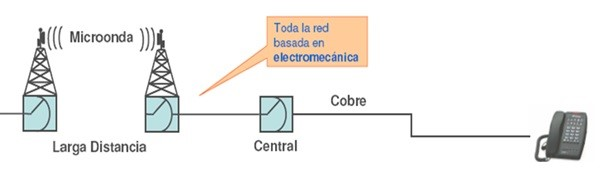 Microonda
Toda la red
basada en
electromecánica
Cobre
Larga Distancia
Central